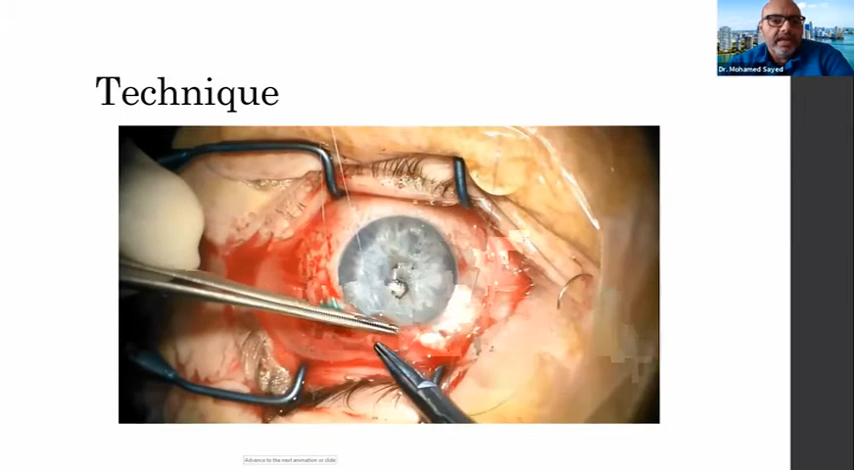 Dr. Mohamed Sayed
Technique
Advance to the next animation or slide